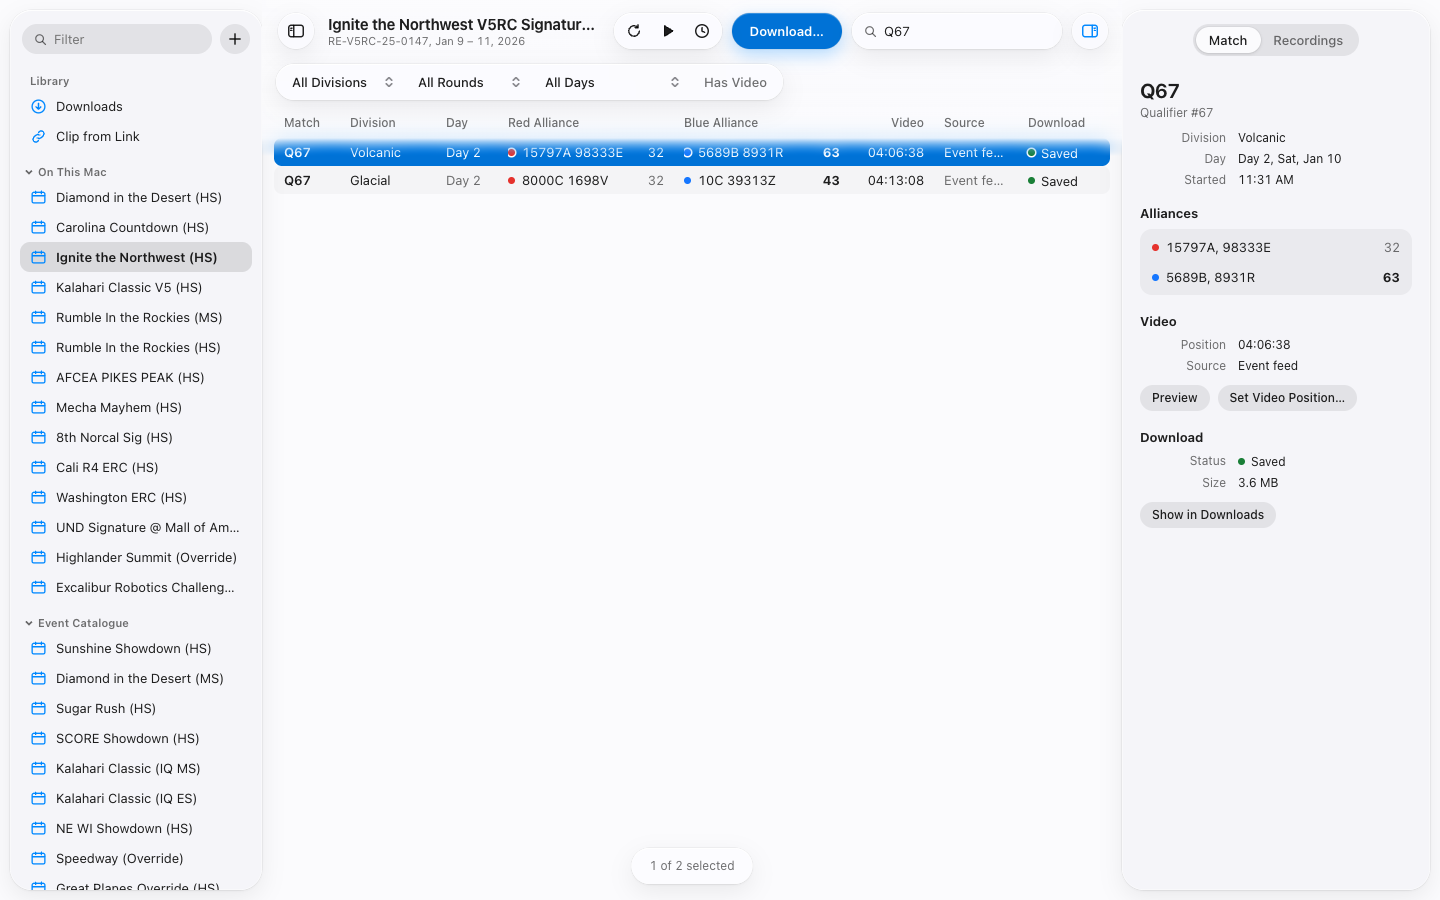 Filter
Library
Downloads
Clip from Link
On This Mac
Diamond in the Desert (HS)
Carolina Countdown (HS)
Ignite the Northwest (HS)
Kalahari Classic V5 (HS)
Rumble In the Rockies (MS)
Rumble In the Rockies (HS)
AFCEA PIKES PEAK (HS)
Mecha Mayhem (HS)
8th Norcal Sig (HS)
Cali R4 ERC (HS)
Washington ERC (HS)
UND Signature @ Mall of Am...
Highlander Summit (Override)
Excalibur Robotics Challeng...
Event Catalogue
Sunshine Showdown (HS)
Diamond in the Desert (MS)
Sugar Rush (HS)
SCORE Showdown (HS)
Kalahari Classic (IQ MS)
Kalahari Classic (IQ ES)
NE WI Showdown (HS)
Speedway (Override)
Great Planes Override (HS)
Ignite the Northwest V5RC Signatur...
RE-V5RC-25-0147, Jan 9 – 11, 2026
Download...
Q67
All Divisions All Rounds All Days Has Video
Match Division Day Red Alliance Blue Alliance Video Source Download
Q67 Volcanic Day 2 15797A 98333E 32 5689B 8931R 63 04:06:38 Event fe... Saved
Q67 Glacial Day 2 8000C 1698V 32 10C 39313Z 43 04:13:08 Event fe... Saved
1 of 2 selected
Match Recordings
Q67
Qualifier #67
Division Volcanic
Day Day 2, Sat, Jan 10
Started 11:31 AM
Alliances
15797A, 98333E 32
5689B, 8931R 63
Video
Position 04:06:38
Source Event feed
Preview Set Video Position...
Download
Status Saved
Size 3.6 MB
Show in Downloads